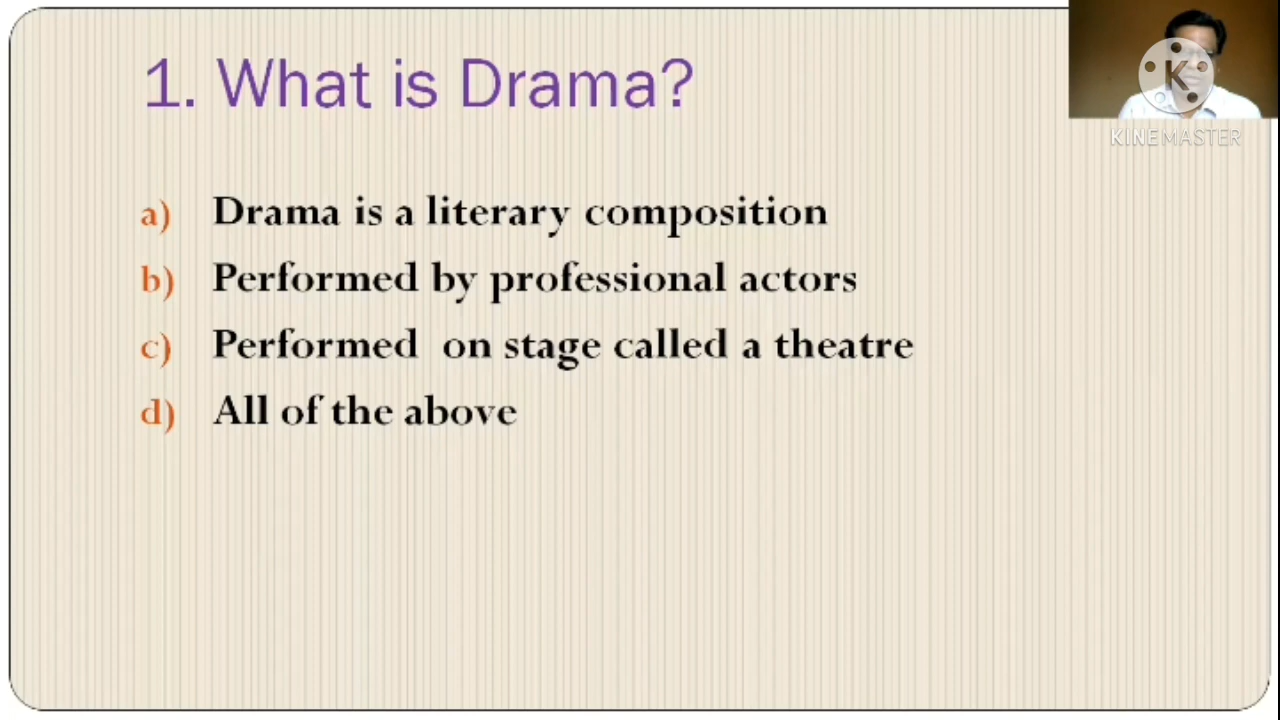 1. What is Drama?
K
KINEMASTER
a) Drama is a literary composition
b) Performed by professional actors
c) Performed on stage called a theatre
d) All of the above